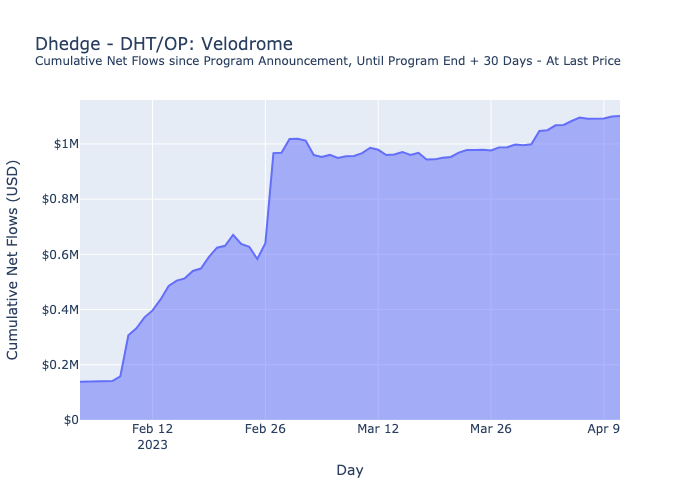 Dhedge - DHT/OP: Velodrome
Cumulative Net Flows since Program Announcement, Until Program End + 30 Days - At Last Price
Cumulative Net Flows (USD)
$1M
$0.8M
$0.6M
$0.4M
$0.2M
$0
Feb 12
2023
Feb 26
Mar 12
Mar 26
Apr 9
Day